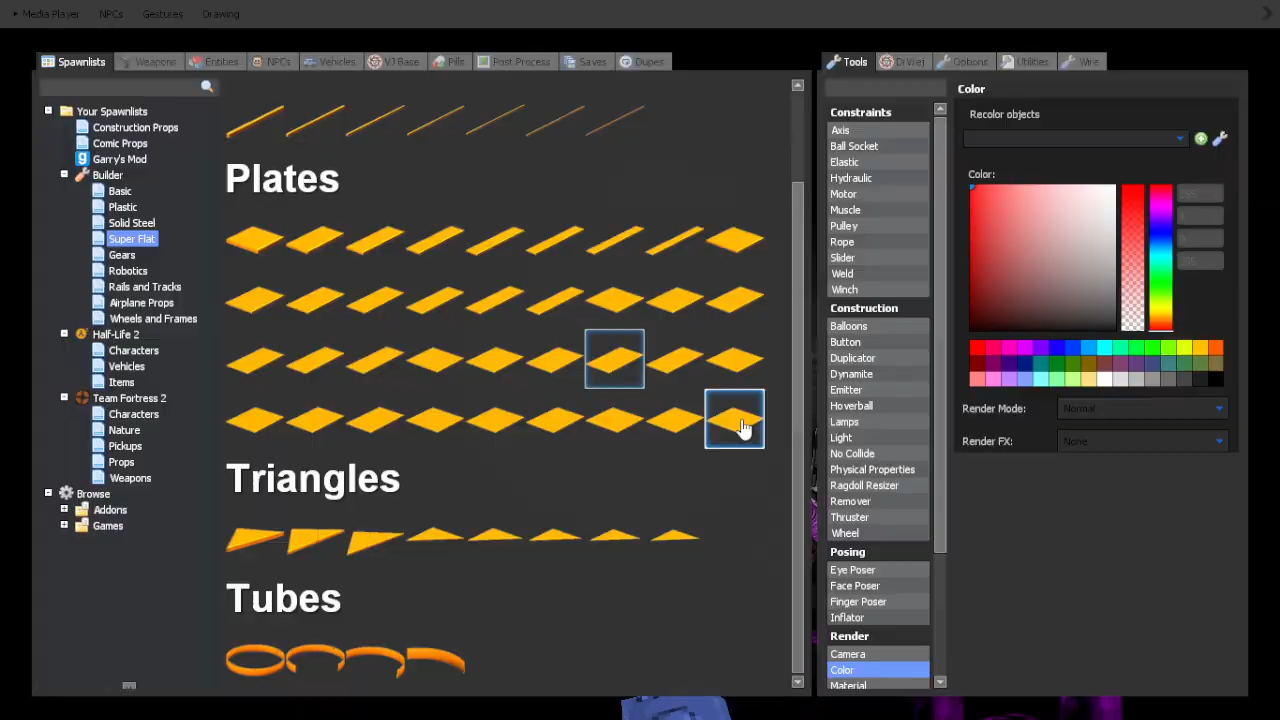 Media Player NPCs Gestures Drawing
Spawnlists Weapons Entities NPCs Vehicles VJ Base Pills Post Process Saves Dupes
Your Spawnlists
Construction Props
Comic Props
Garry's Mod
Builder
Basic
Plastic
Solid Steel
Super Flat
Gears
Robotics
Rails and Tracks
Airplane Props
Wheels and Frames
Half-Life 2
Characters
Vehicles
Items
Team Fortress 2
Characters
Nature
Pickups
Props
Weapons
Browse
Addons
Games
Plates
Triangles
Tubes
Tools DrVrej Options Utilities Wire
Constraints
Axis
Ball Socket
Elastic
Hydraulic
Motor
Muscle
Pulley
Rope
Slider
Weld
Winch
Construction
Balloons
Button
Duplicator
Dynamite
Emitter
Hoverball
Lamps
Light
No Collide
Physical Properties
Ragdoll Resizer
Remover
Thruster
Wheel
Posing
Eye Poser
Face Poser
Finger Poser
Inflator
Render
Camera
Color
Material
Color
Recolor objects
Color:
Render Mode: Normal
Render FX: None